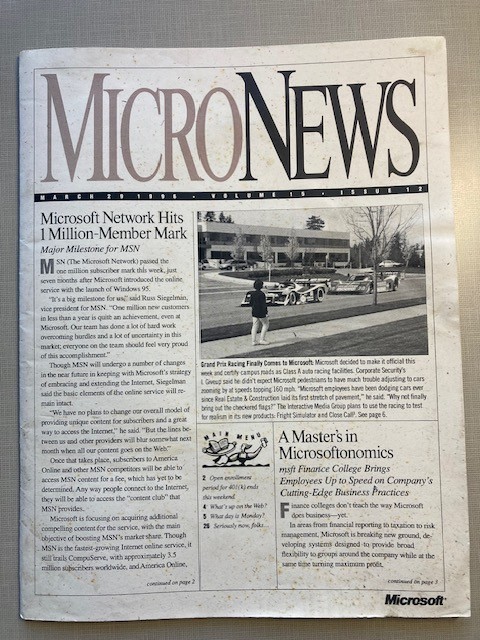 MICRONEWS
MARCH 29 1996 • VOLUME 15 • ISSUE 12
Microsoft Network Hits
1 Million-Member Mark
Major Milestone for MSN
MSN (The Microsoft Network) passed the
one million subscriber mark this week, just
seven months after Microsoft introduced the online
service with the launch of Windows 95.
"It's a big milestone for us," said Russ Siegelman,
vice president for MSN. "One million new customers
in less than a year is quite an achievement, even at
Microsoft. Our team has done a lot of hard work
overcoming hurdles and a lot of uncertainty in this
market; everyone on the team should feel very proud
of this accomplishment."
Though MSN will undergo a number of changes
in the near future in keeping with Microsoft's strategy
of embracing and extending the Internet, Siegelman
said the basic elements of the online service will re-
main intact.
"We have no plans to change our overall model of
providing unique content for subscribers and a great
way to access the Internet," he said. "But the lines be-
tween us and other providers will blur somewhat next
month when all our content goes on the Web."
Once that takes place, subscribers to America
Online and other MSN competitors will be able to
access MSN content for a fee, which has yet to be
determined. Any way people connect to the Internet,
they will be able to access the "content club" that
MSN provides.
Microsoft is focusing on acquiring additional
compelling content for the service, with the main
objective of boosting MSN's market share. Though
MSN is the fastest-growing Internet online service, it
still trails CompuServe, with approximately 3.5
million subscribers worldwide, and America Online,
continued on page 2
Grand Prix Racing Finally Comes to Microsoft: Microsoft decided to make it official this
week and certify campus roads as Class A auto racing facilities. Corporate Security's
said he didn't expect Microsoft pedestrians to have much trouble adjusting to cars
zooming by at speeds topping 160 mph. "Microsoft employees have been dodging cars ever
since Real Estate & Construction laid its first stretch of pavement," he said. "Why not finally
bring out the checkered flags?" The Interactive Media Group plans to use the racing to test
for realism in its new products: Fright Simulator and Close Call. See page 6.
MICRO MENU
2 Open enrollment
period for 401(k) ends
this weekend
4 What's up on the Web?
5 What day is Monday?
26 Seriously now, folks...
A Master's in
Microsoftonomics
msft Finance College Brings
Employees Up to Speed on Company's
Cutting-Edge Business Practices
Finance colleges don't teach the way Microsoft
does business—yet.
In areas from financial reporting to taxation to risk
management, Microsoft is breaking new ground, de-
veloping systems designed to provide broad
flexibility to groups around the company while at the
same time turning maximum profit.
continued on page 3
Microsoft